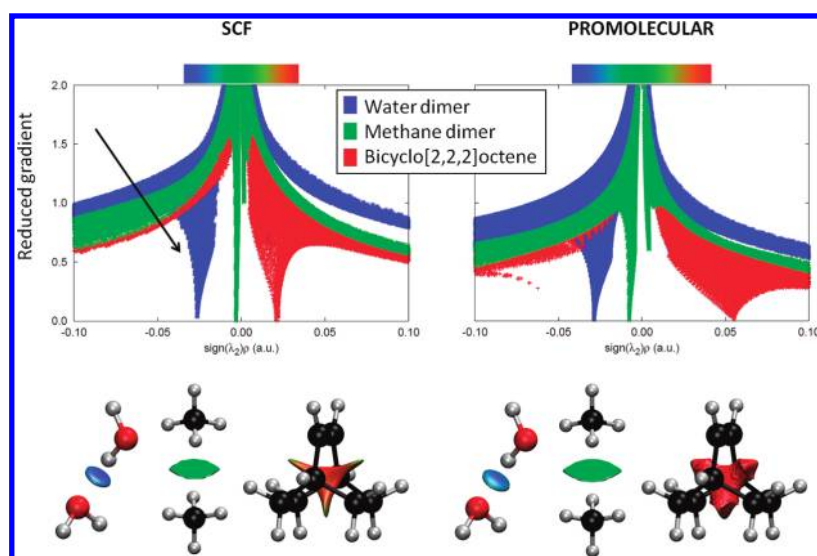 SCF
PROMOLECULAR
Reduced gradient
2.0
1.5
1.0
0.5
0.0
Water dimer
Methane dimer
Bicyclo[2,2,2]octene
-0.10
-0.05
0.00
0.05
0.10
-0.10
-0.05
0.00
0.05
0.10
sign(λ₂)ρ (a.u.)
sign(λ₂)ρ (a.u.)